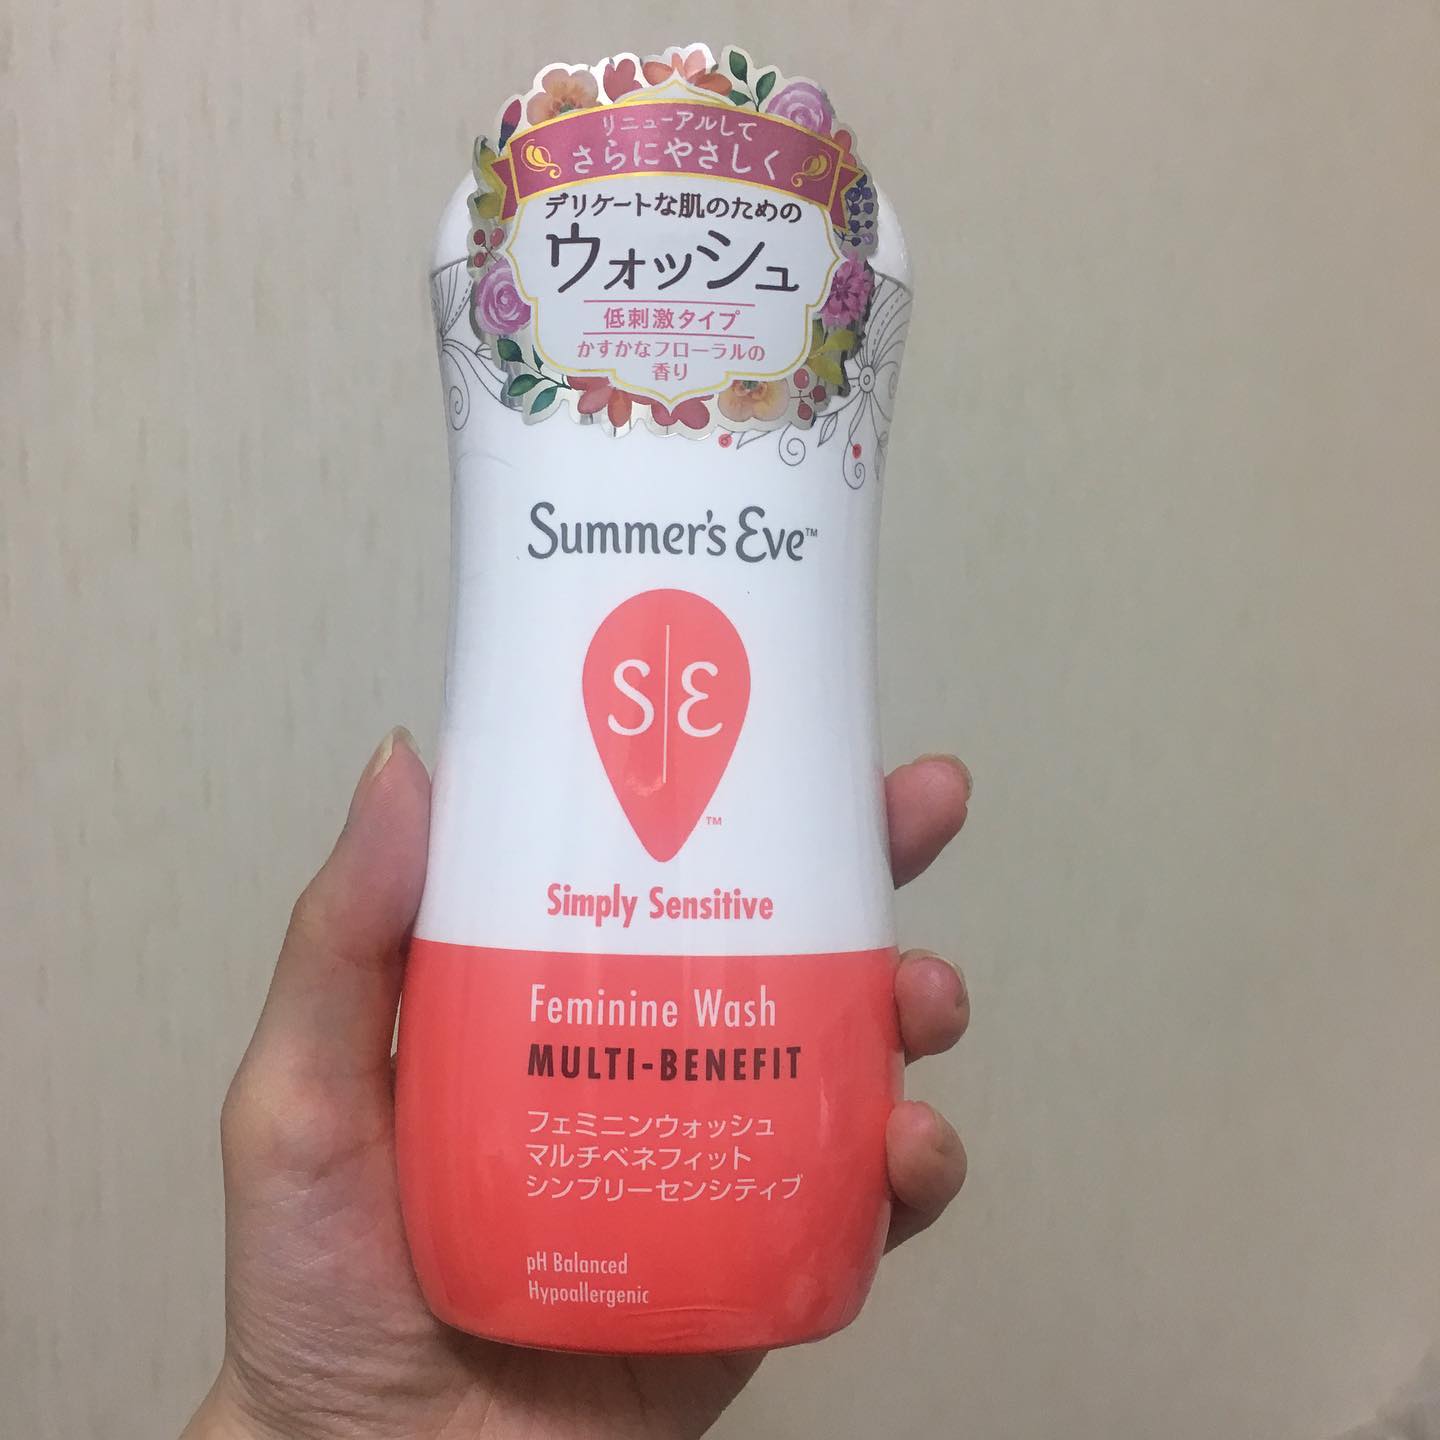 リニューアルして
さらにやさしく
デリケートな肌のための
ウォッシュ
低刺激タイプ
かすかなフローラルの
香り
Summer's Eve™
S|E
™
Simply Sensitive
Feminine Wash
MULTI-BENEFIT
フェミニンウォッシュ
マルチベネフィット
シンプリーセンシティブ
pH Balanced
Hypoallergenic